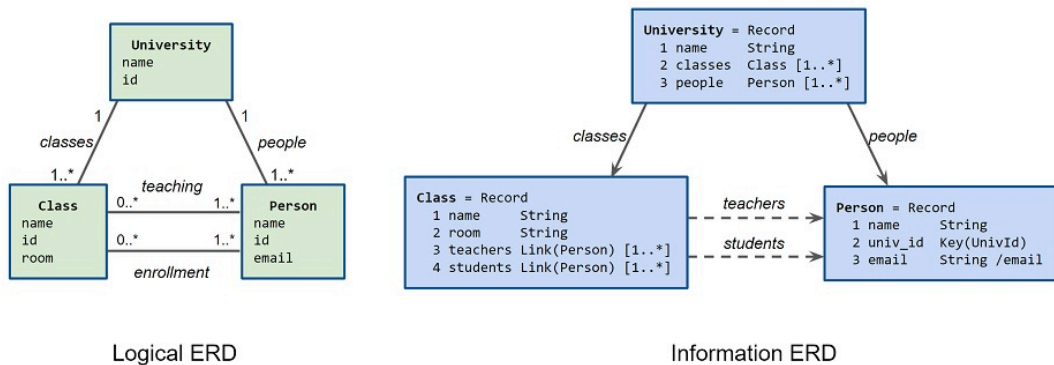 University
name
id
1
1
classes
people
1..*
1..*
Class
name
id
room
0..*
teaching
1..*
0..*
1..*
enrollment
Person
name
id
email
Logical ERD
University = Record
1 name String
2 classes Class [1..*]
3 people Person [1..*]
classes
people
Class = Record
1 name String
2 room String
3 teachers Link(Person) [1..*]
4 students Link(Person) [1..*]
teachers
students
Person = Record
1 name String
2 univ_id Key(UnivId)
3 email String /email
Information ERD